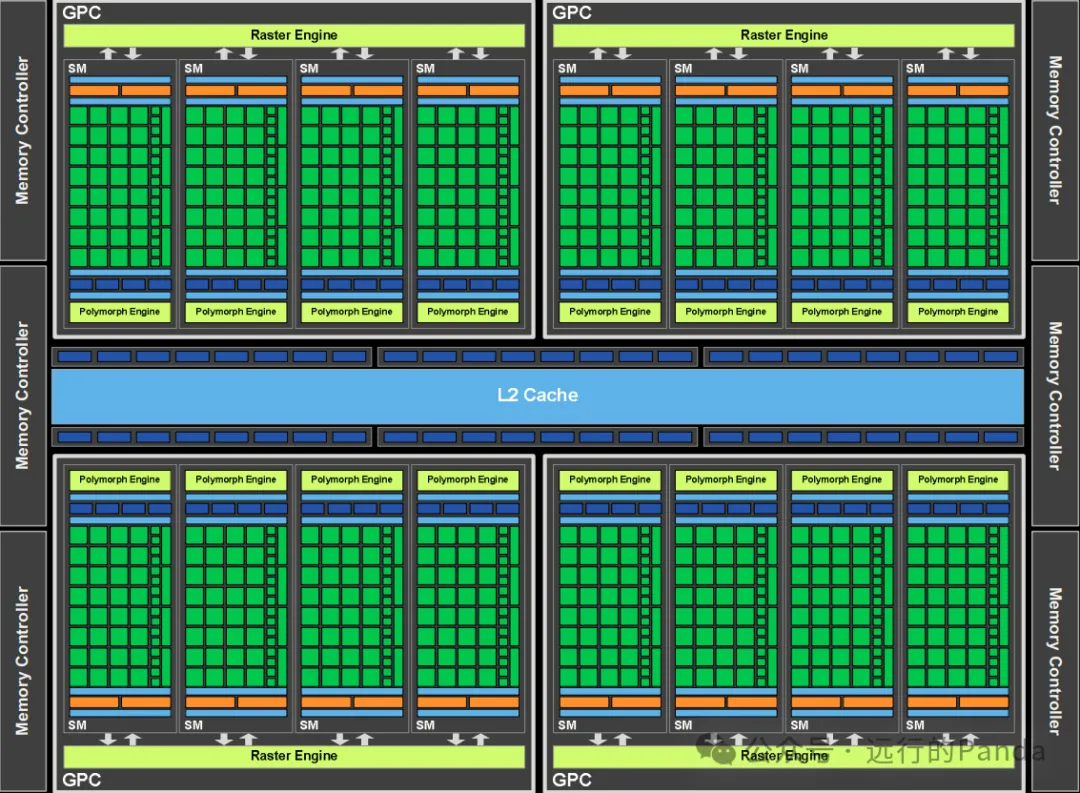 GPC
GPC
Raster Engine
Raster Engine
SM
SM
SM
SM
SM
SM
SM
SM
Polymorph Engine
Polymorph Engine
Polymorph Engine
Polymorph Engine
Polymorph Engine
Polymorph Engine
Polymorph Engine
Polymorph Engine
Memory Controller
Memory Controller
Memory Controller
Memory Controller
Memory Controller
Memory Controller
L2 Cache
Polymorph Engine
Polymorph Engine
Polymorph Engine
Polymorph Engine
Polymorph Engine
Polymorph Engine
Polymorph Engine
Polymorph Engine
SM
SM
SM
SM
SM
SM
SM
SM
Raster Engine
Raster Engine
GPC
GPC
公众号 · 远行的Panda